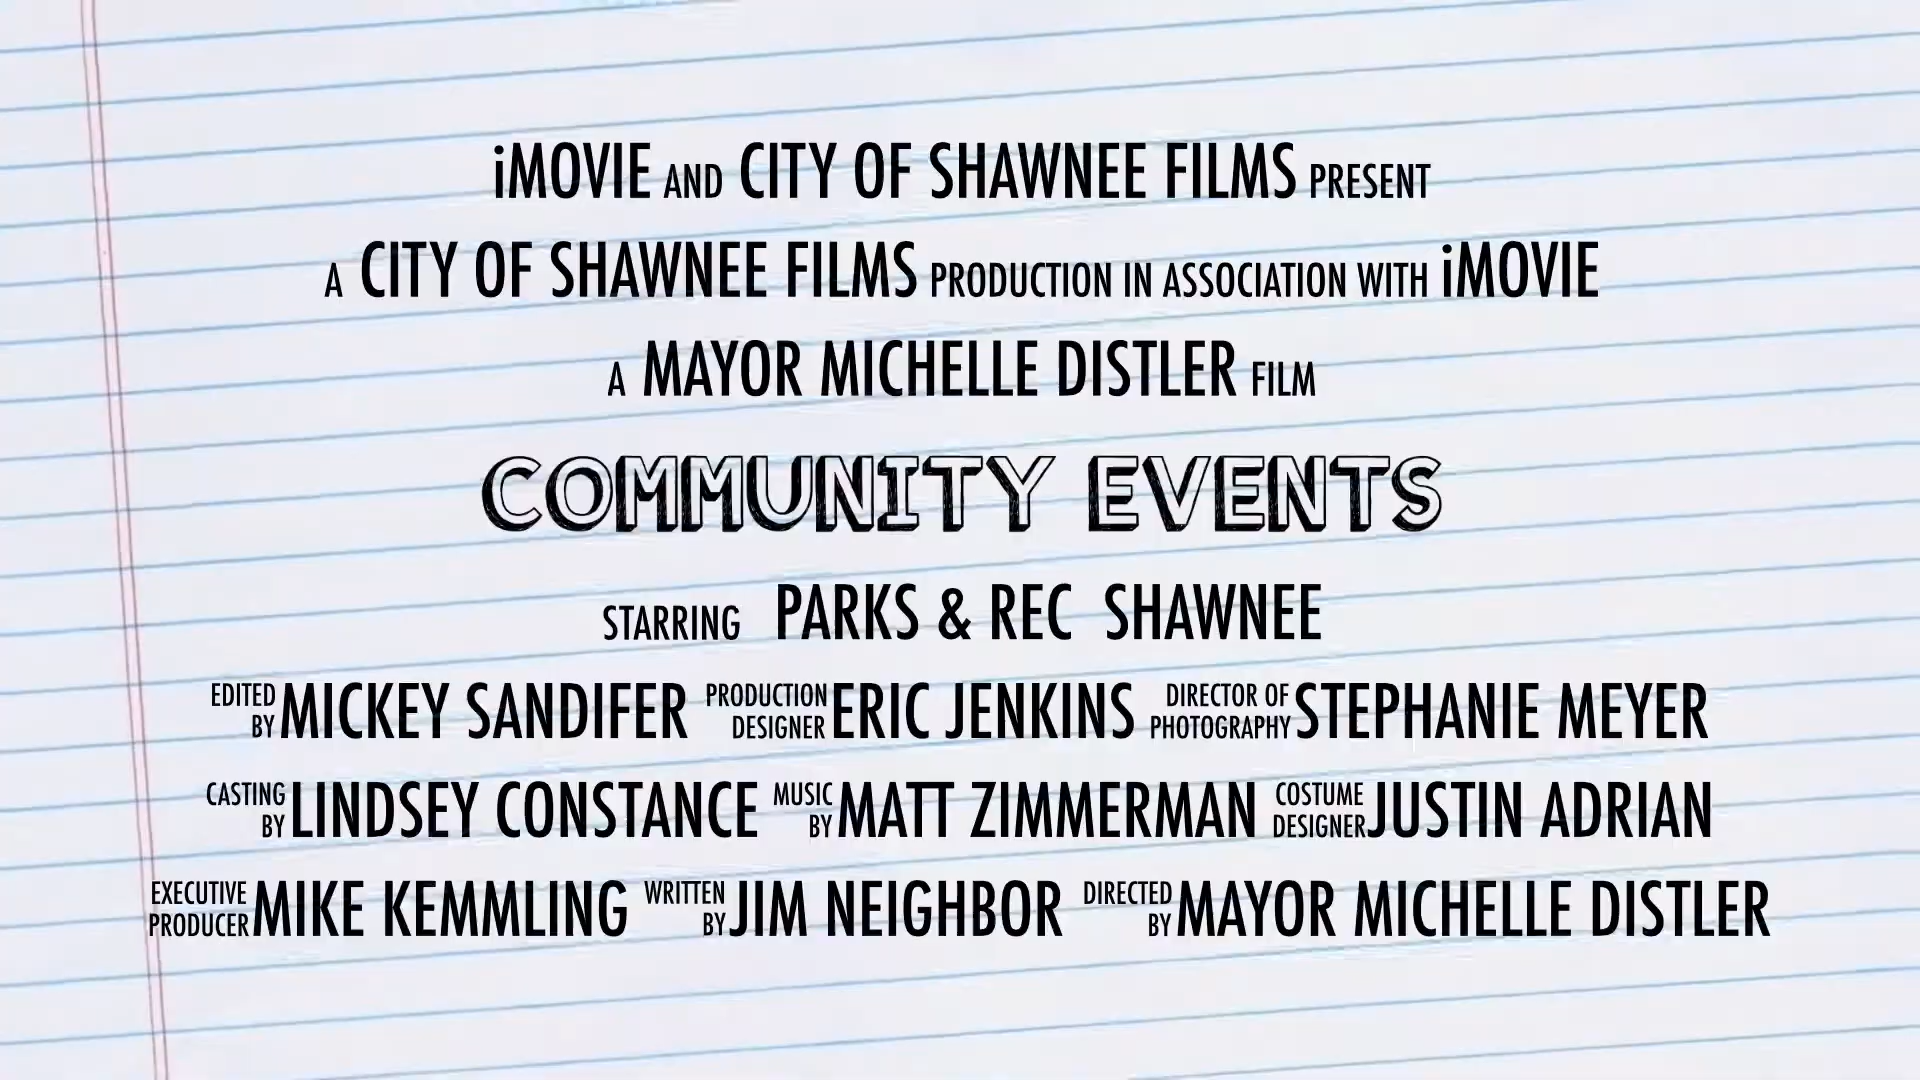 iMOVIE AND CITY OF SHAWNEE FILMS PRESENT
A CITY OF SHAWNEE FILMS PRODUCTION IN ASSOCIATION WITH iMOVIE
A MAYOR MICHELLE DISTLER FILM
COMMUNITY EVENTS
STARRING PARKS & REC SHAWNEE
EDITED BY MICKEY SANDIFER PRODUCTION DESIGNER ERIC JENKINS DIRECTOR OF PHOTOGRAPHY STEPHANIE MEYER
CASTING BY LINDSEY CONSTANCE MUSIC BY MATT ZIMMERMAN COSTUME DESIGNER JUSTIN ADRIAN
EXECUTIVE PRODUCER MIKE KEMMLING WRITTEN BY JIM NEIGHBOR DIRECTED BY MAYOR MICHELLE DISTLER